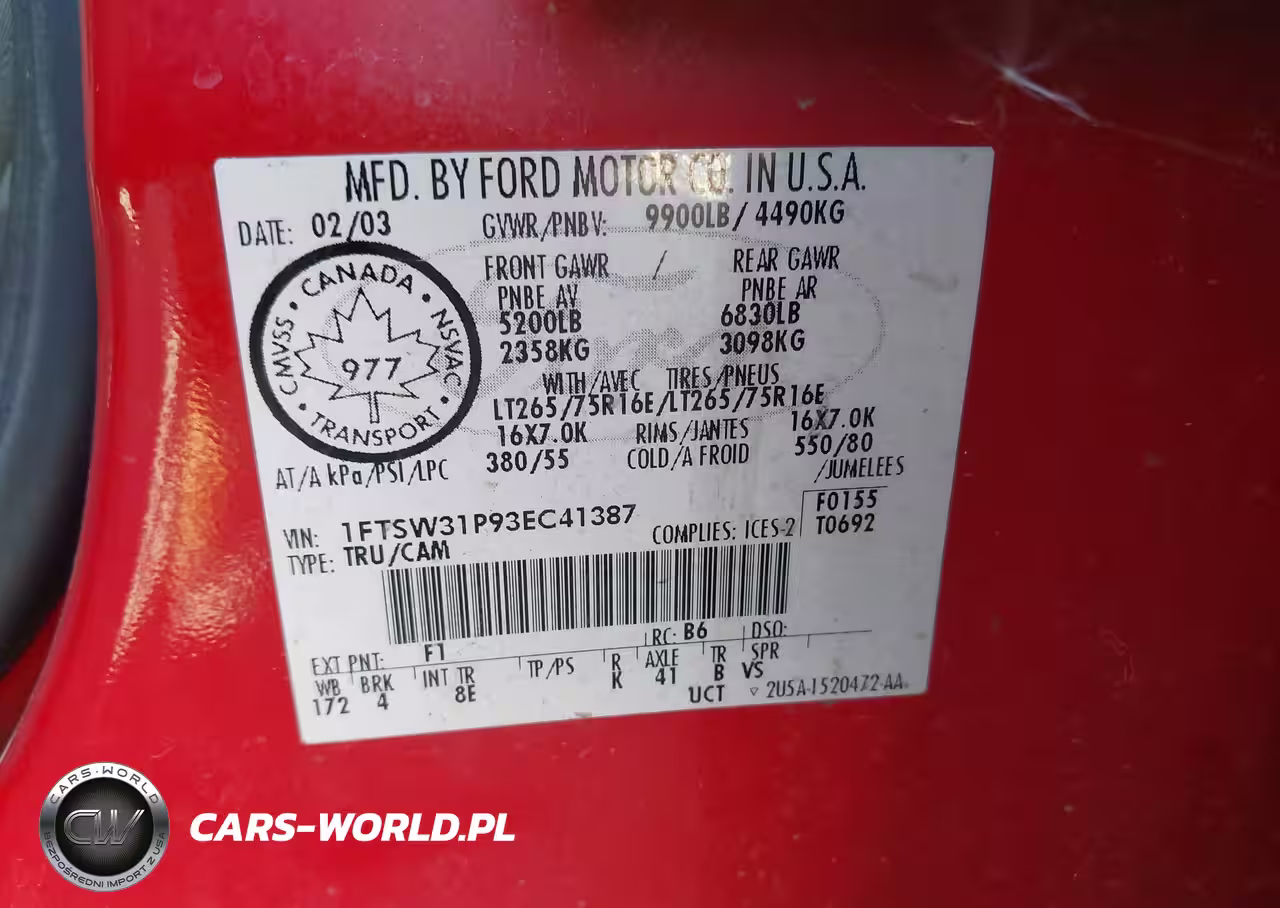 MFD. BY FORD MOTOR CO. IN U.S.A.
DATE: 02/03 GVWR/PNBV: 9900LB/ 4490KG
FRONT GAWR / REAR GAWR
PNBE AV PNBE AR
5200LB 6830LB
2358KG 3098KG
WITH/AVEC TIRES/PNEUS
LT265/75R16E/LT265/75R16E
16X7.0K RIMS/JANTES 16X7.0K
AT/A kPa/PSI/LPC 380/55 COLD/A FROID 550/80
/JUMELEES
CANADA
CMVSS NSVAC
977
TRANSPORT
VIN: 1FTSW31P93EC41387 COMPLIES: ICES-2 F0155
TYPE: TRU/CAM T0692
EXT PNT: F1 RC: B6 DSO:
WB BRK INT TR TP/PS R AXLE TR SPR
172 4 8E K 41 B VS
UCT 2U5A-1520472-AA
CARS-WORLD
CW
BEZPOŚREDNI IMPORT Z USA
CARS-WORLD.PL